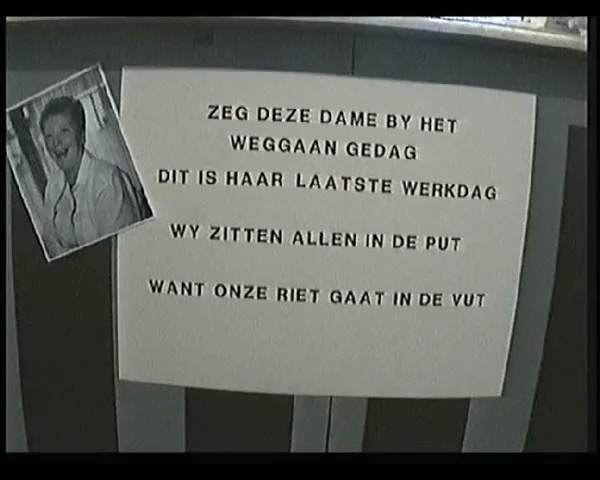 ZEG DEZE DAME BY HET
WEGGAAN GEDAG
DIT IS HAAR LAATSTE WERKDAG
WY ZITTEN ALLEN IN DE PUT
WANT ONZE RIET GAAT IN DE VUT